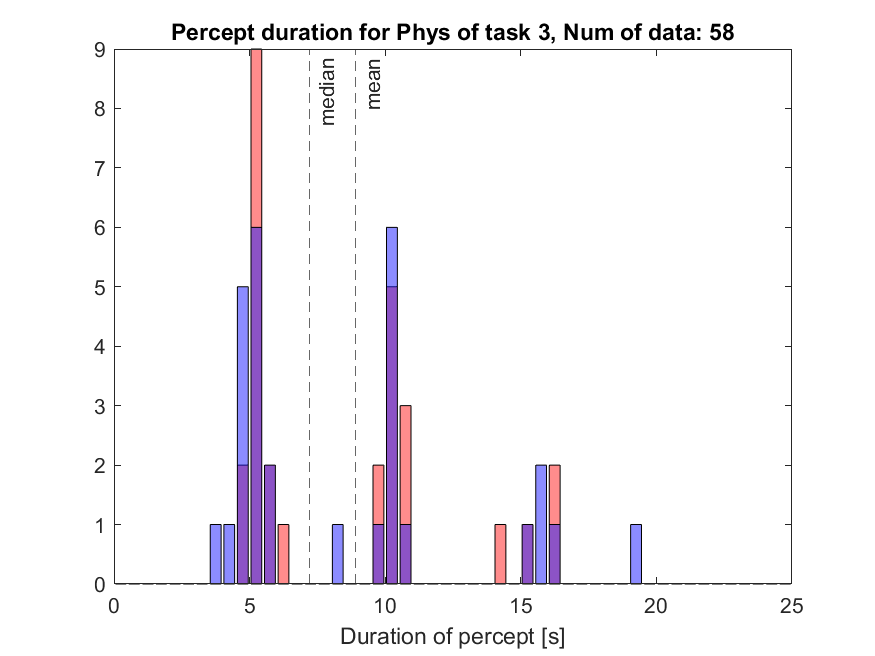 Percept duration for Phys of task 3, Num of data: 58
9
8
7
6
5
4
3
2
1
0
median
mean
0 5 10 15 20 25
Duration of percept [s]